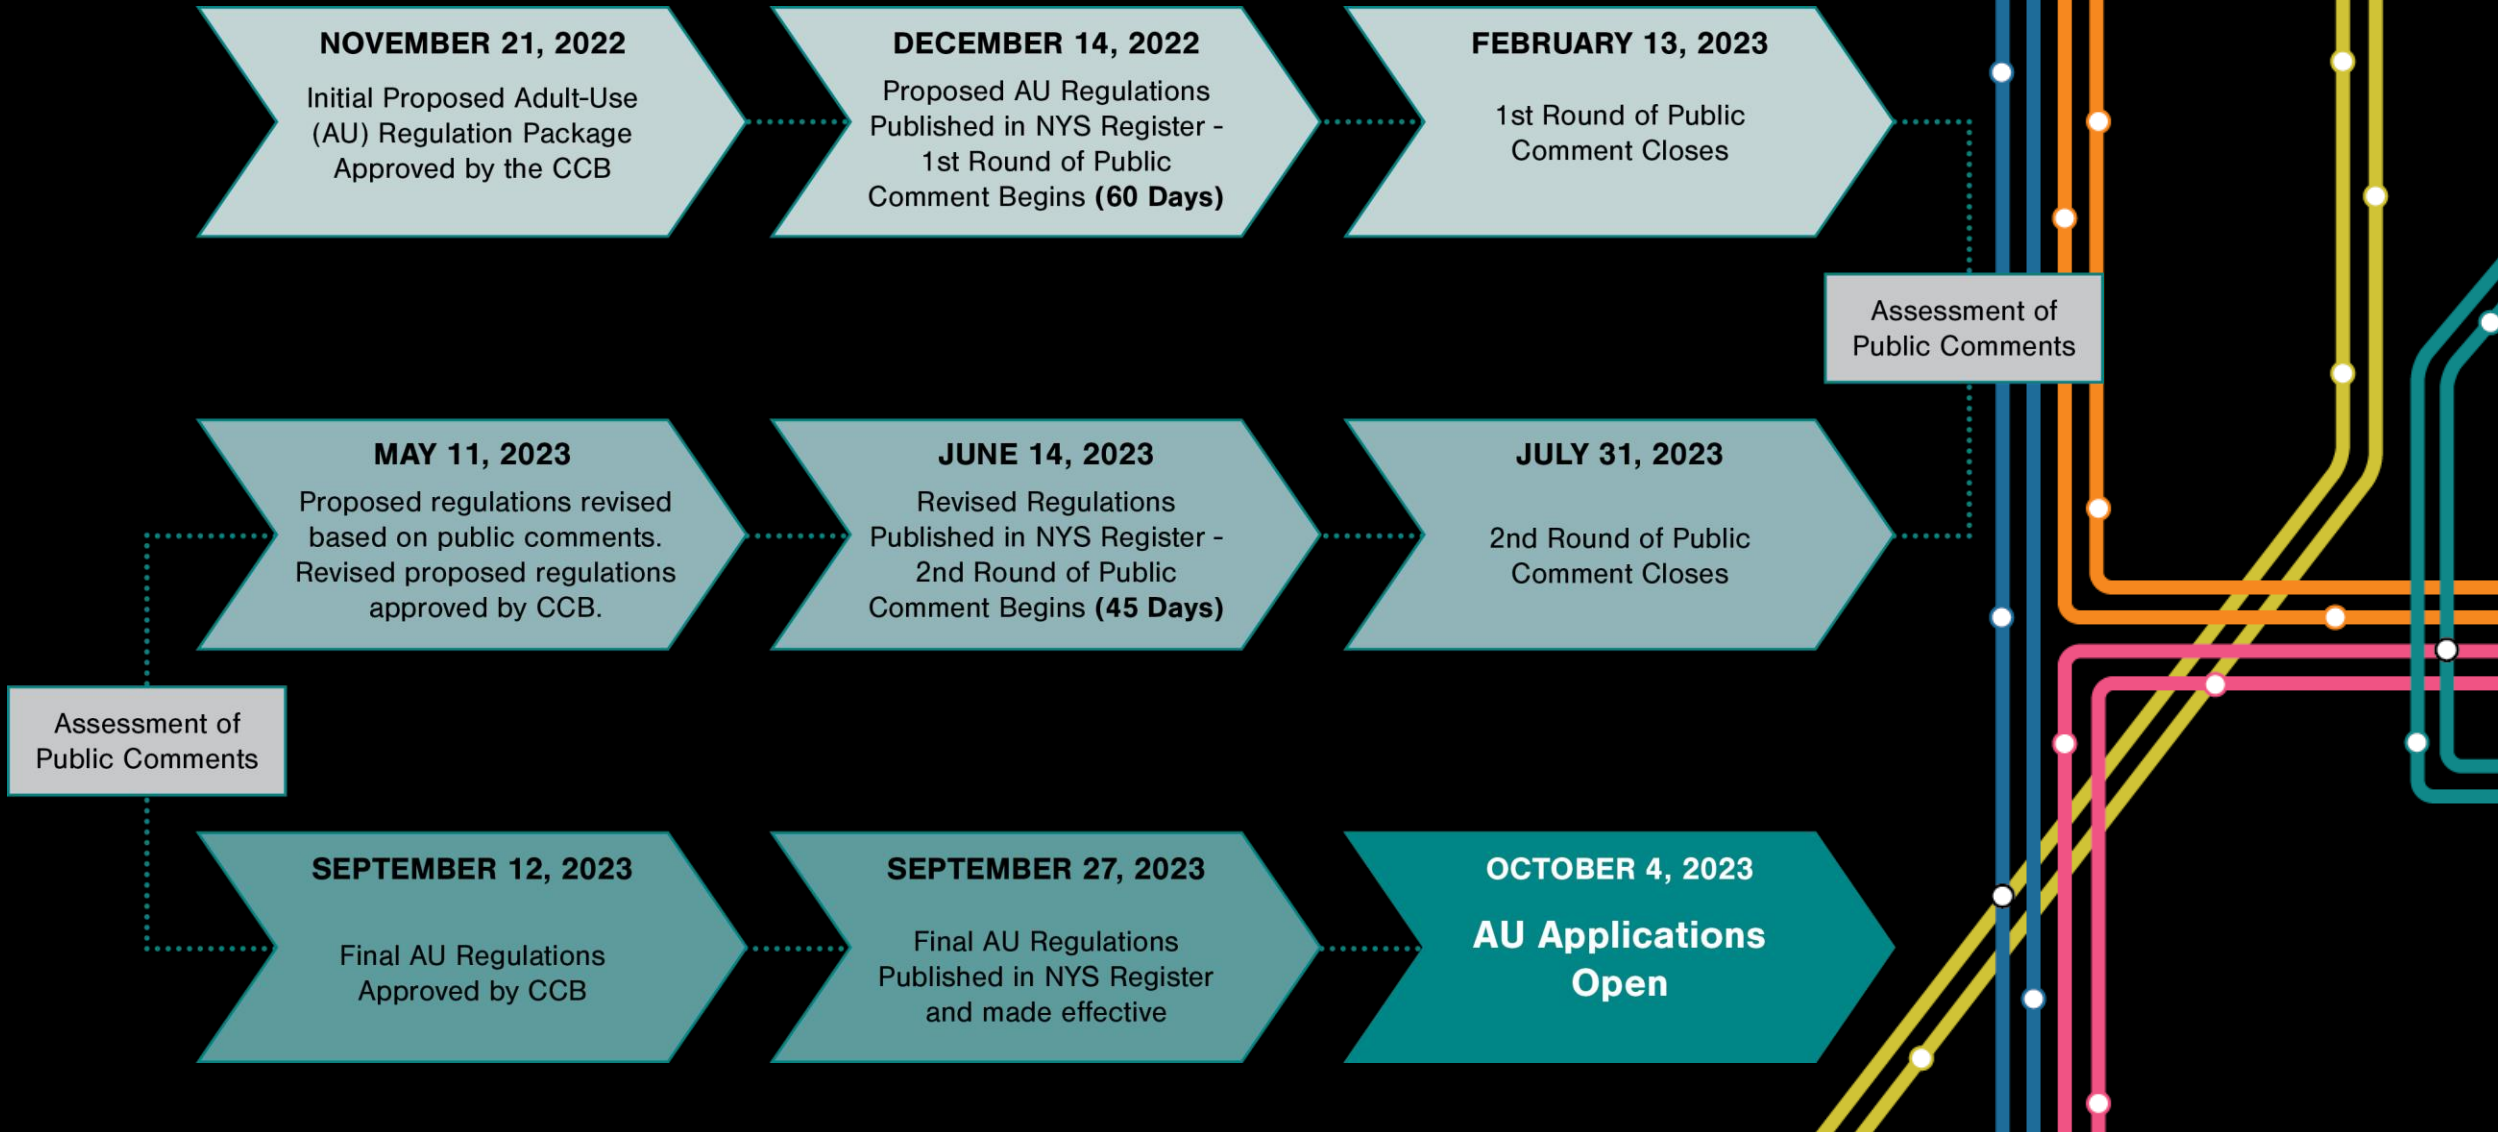 NOVEMBER 21, 2022
Initial Proposed Adult-Use
(AU) Regulation Package
Approved by the CCB
DECEMBER 14, 2022
Proposed AU Regulations
Published in NYS Register -
1st Round of Public
Comment Begins (60 Days)
FEBRUARY 13, 2023
1st Round of Public
Comment Closes
Assessment of
Public Comments
MAY 11, 2023
Proposed regulations revised
based on public comments.
Revised proposed regulations
approved by CCB.
JUNE 14, 2023
Revised Regulations
Published in NYS Register -
2nd Round of Public
Comment Begins (45 Days)
JULY 31, 2023
2nd Round of Public
Comment Closes
Assessment of
Public Comments
SEPTEMBER 12, 2023
Final AU Regulations
Approved by CCB
SEPTEMBER 27, 2023
Final AU Regulations
Published in NYS Register
and made effective
OCTOBER 4, 2023
AU Applications
Open